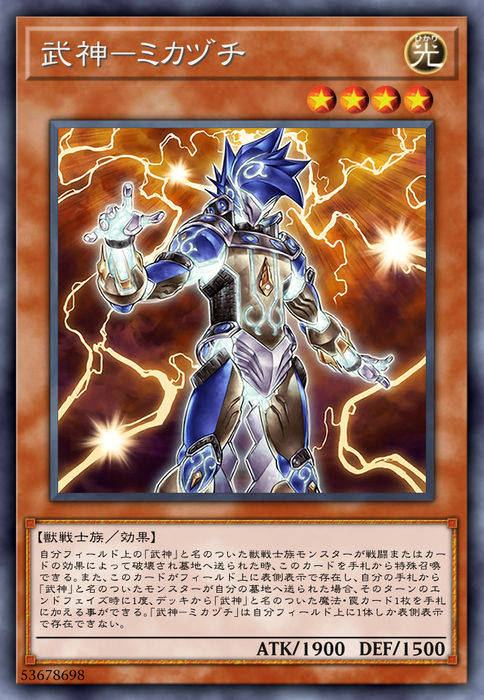 武神－ミカヅチ
ひかり
光
【獣戦士族／効果】
自分フィールド上の「武神」と名のついた獣戦士族モンスターが戦闘またはカー
ドの効果によって破壊され墓地へ送られた時、このカードを手札から特殊召喚
できる。また、このカードがフィールド上に表側表示で存在し、自分の手札から
「武神」と名のついたモンスターが自分の墓地へ送られた場合、そのターンのエ
ンドフェイズ時に1度、デッキから「武神」と名のついた魔法・罠カード1枚を手札
に加える事ができる。「武神－ミカヅチ」は自分フィールド上に1体しか表側表示
で存在できない。
ATK/1900 DEF/1500
53678698